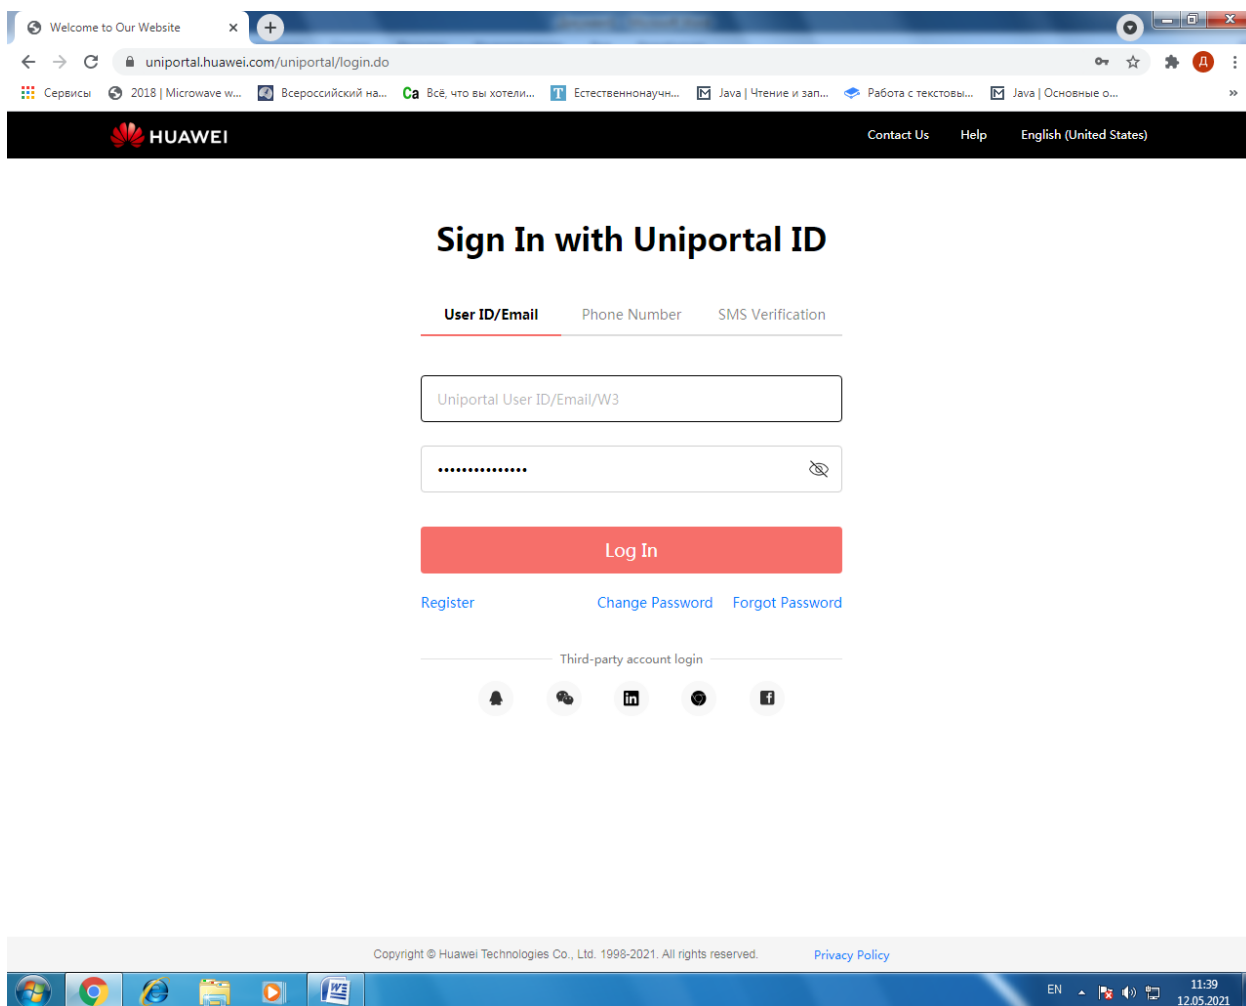 Welcome to Our Website
uniportal.huawei.com/uniportal/login.do
Д
Сервисы 2018 | Microwave w... Всероссийский на... Са Всё, что вы хотели... T Естественнонаучн... M Java | Чтение и зап... Работа с текстовы... M Java | Основные о... »
HUAWEI Contact Us Help English (United States)
Sign In with Uniportal ID
User ID/Email Phone Number SMS Verification
Uniportal User ID/Email/W3
Log In
Register Change Password Forgot Password
Third-party account login
in f
Copyright © Huawei Technologies Co., Ltd. 1998-2021. All rights reserved. Privacy Policy
W EN 11:39
12.05.2021